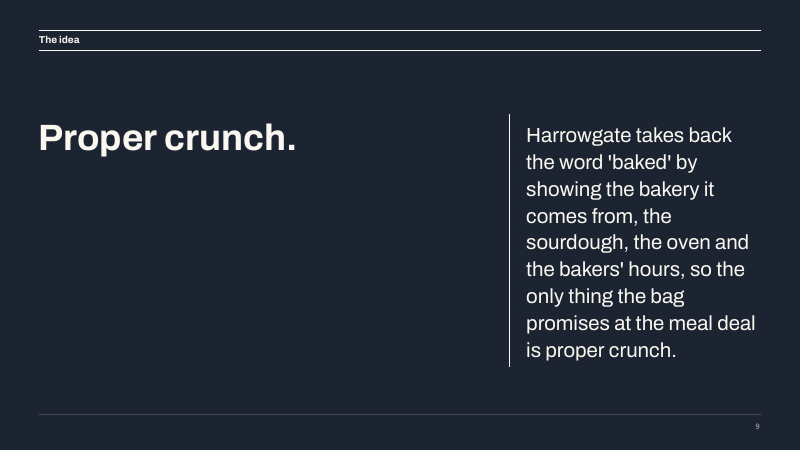 The idea
Proper crunch.
Harrowgate takes back
the word 'baked' by
showing the bakery it
comes from, the
sourdough, the oven and
the bakers' hours, so the
only thing the bag
promises at the meal deal
is proper crunch.
9